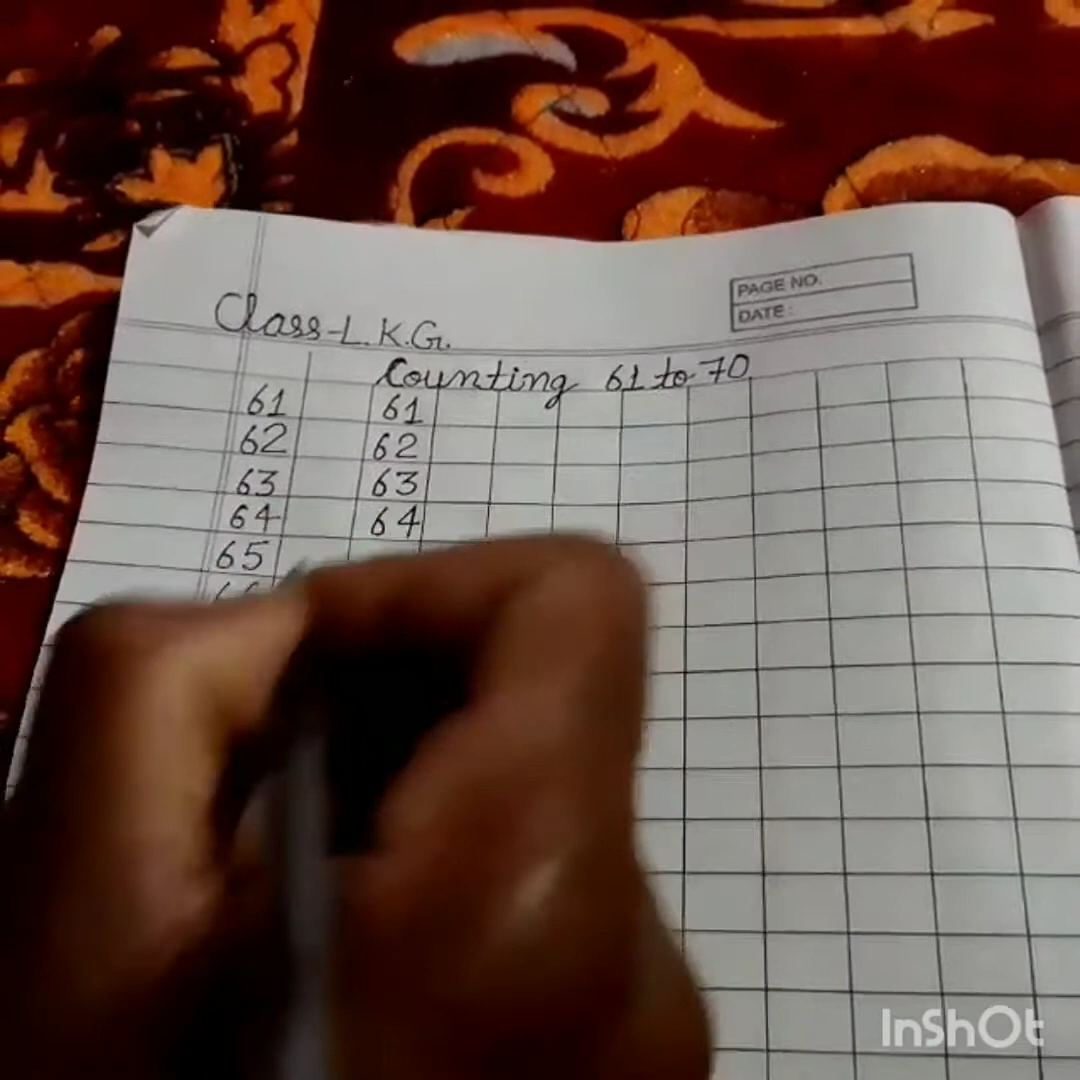 PAGE NO.
DATE :
Class-L.K.G.
Counting 61 to 70
61 61
62 62
63 63
64 64
65
InShOt